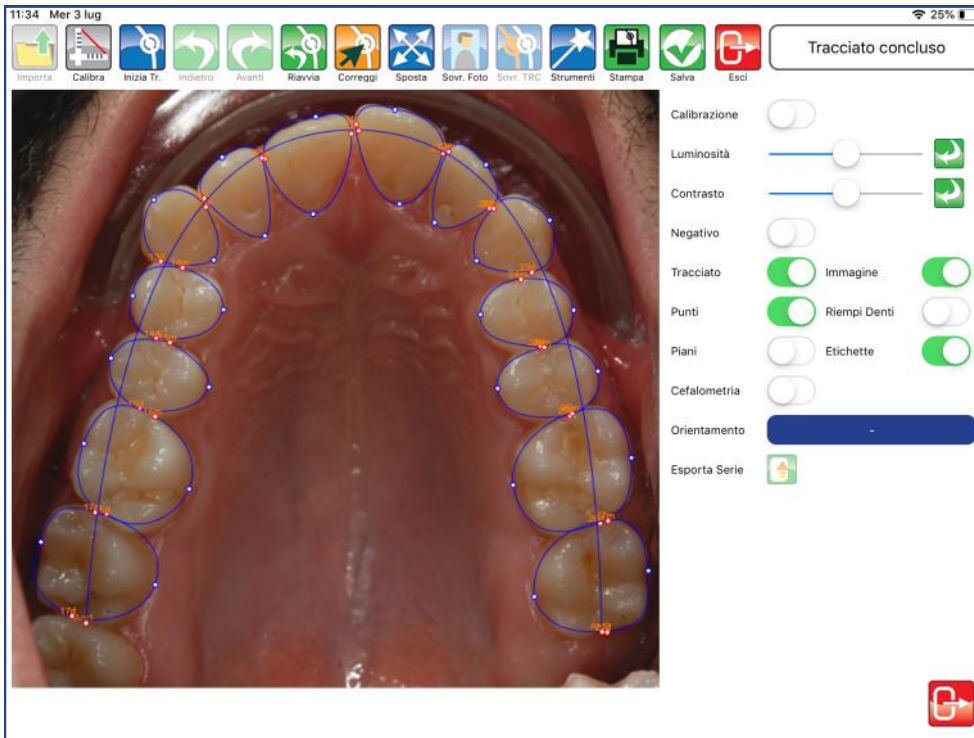 11:34 Mer 3 lug
25%
Importa Calibra Inizia Tr. Indietro Avanti Riavvia Correggi Sposta Sovr. Foto Sovr. TRC Strumenti Stampa Salva Esci
Tracciato concluso
Calibrazione
Luminosità
Contrasto
Negativo
Tracciato Immagine
Punti Riempi Denti
Piani Etichette
Cefalometria
Orientamento -
Esporta Serie